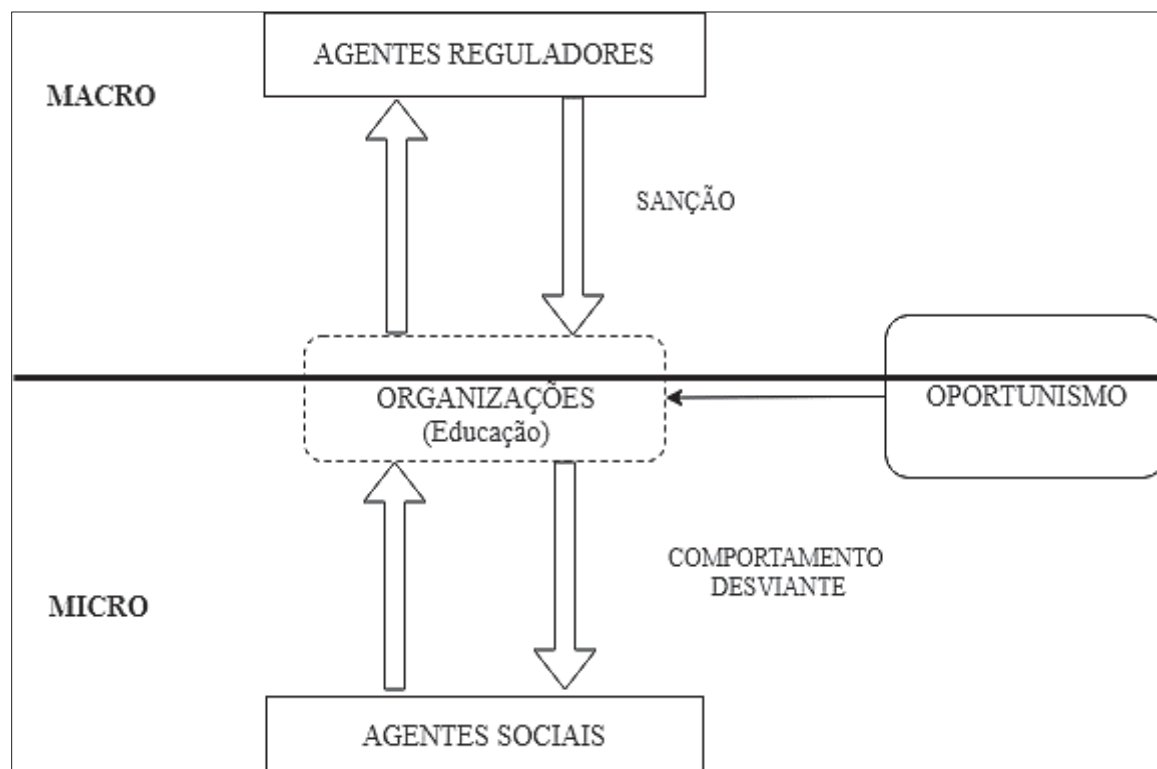 AGENTES REGULADORES
MACRO
SANÇÃO
ORGANIZAÇÕES
(Educação)
OPORTUNISMO
COMPORTAMENTO
DESVIANTE
MICRO
AGENTES SOCIAIS